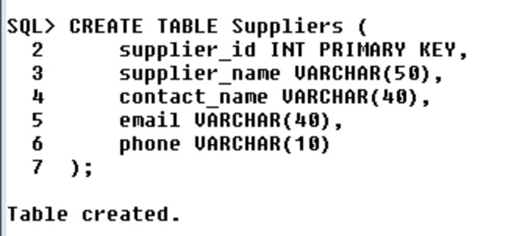 SQL> CREATE TABLE Suppliers (
  2      supplier_id INT PRIMARY KEY,
  3      supplier_name VARCHAR(50),
  4      contact_name VARCHAR(40),
  5      email VARCHAR(40),
  6      phone VARCHAR(10)
  7  );
Table created.